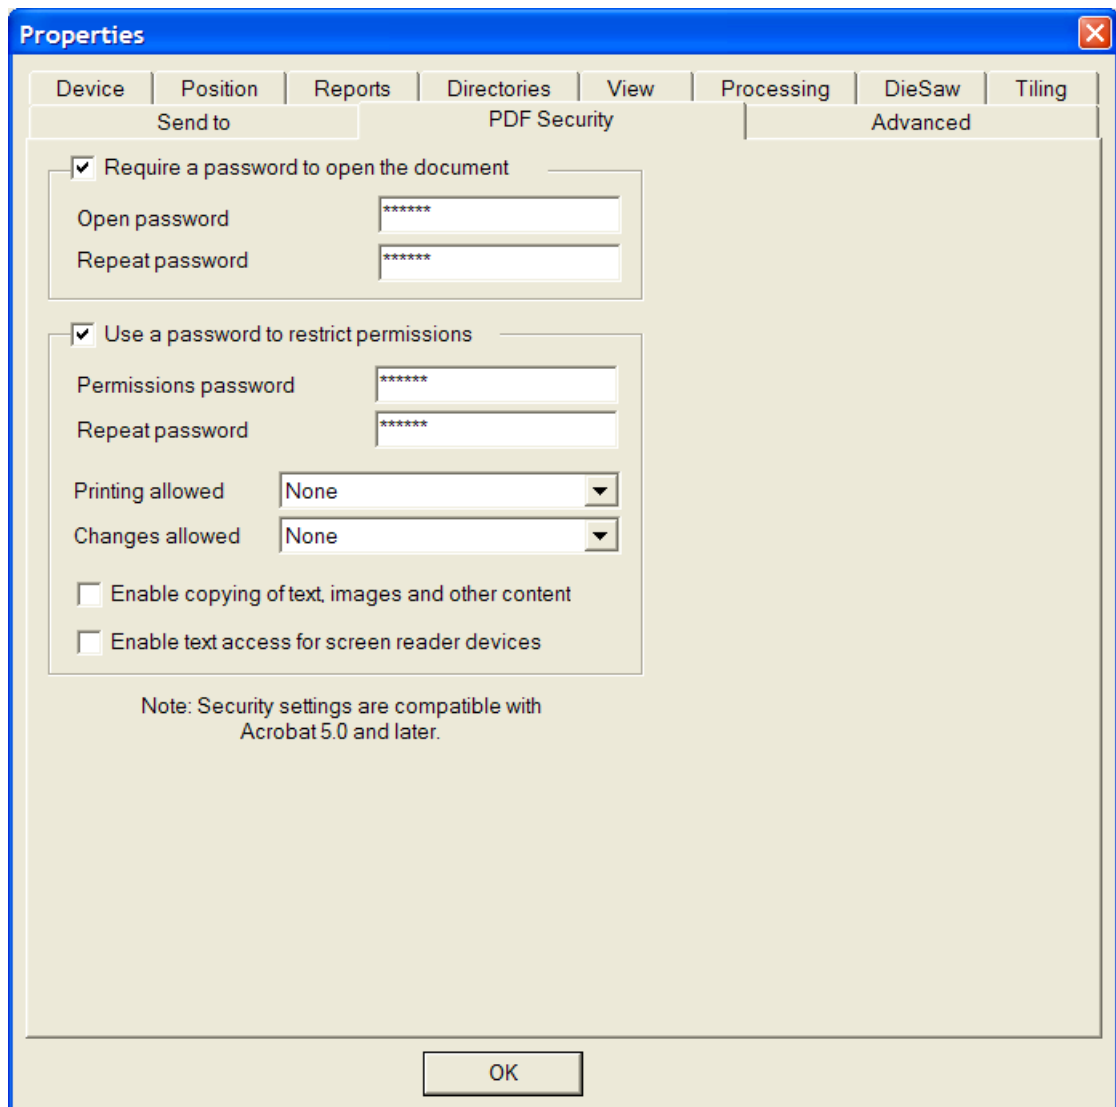 Properties
Device Position Reports Directories View Processing DieSaw Tiling
Send to PDF Security Advanced
Require a password to open the document
Open password ******
Repeat password ******
Use a password to restrict permissions
Permissions password ******
Repeat password ******
Printing allowed None
Changes allowed None
Enable copying of text, images and other content
Enable text access for screen reader devices
Note: Security settings are compatible with
Acrobat 5.0 and later.
OK